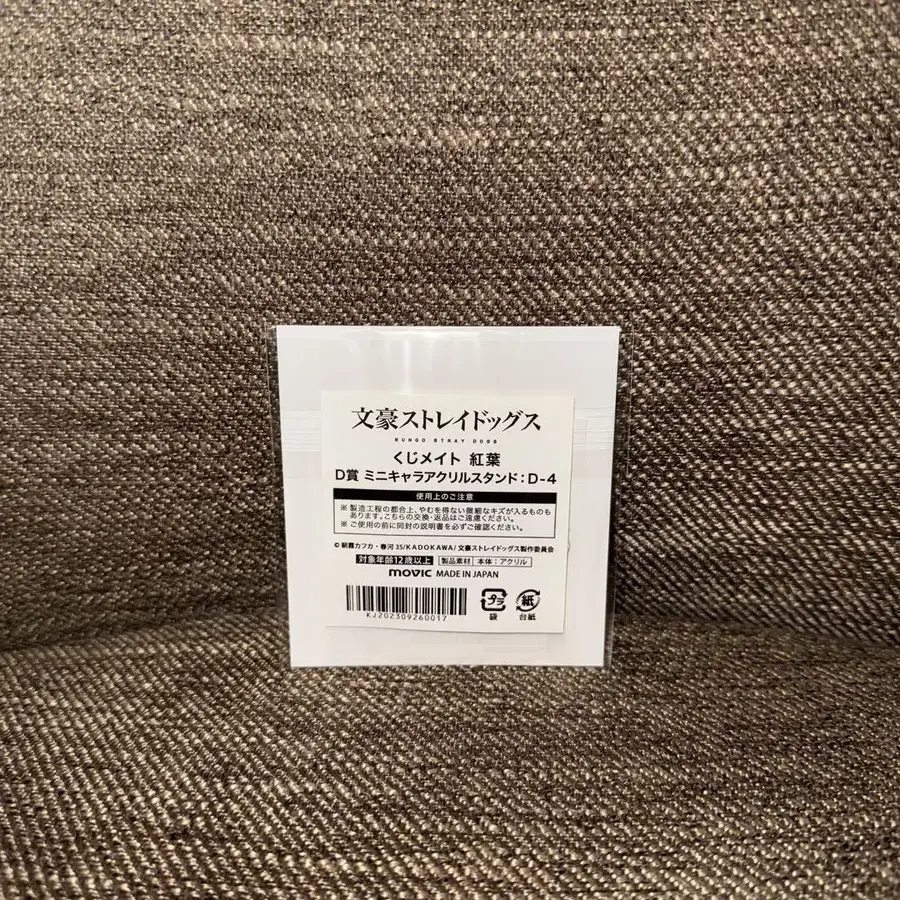 文豪ストレイドッグス
BUNGO STRAY DOGS
くじメイト 紅葉
D賞 ミニキャラアクリルスタンド：D-4
使用上のご注意
※製造工程の都合上、やむを得ない微細なキズが入るものも
あります。こちらの交換・返品はご遠慮ください。
※ご使用の前に同封の説明書を必ずご確認ください。
© 朝霧カフカ・春河35/KADOKAWA/文豪ストレイドッグス製作委員会
対象年齢12歳以上 製品素材 本体：アクリル
movic MADE IN JAPAN
KJ202309260017
プラ 袋
紙 台紙